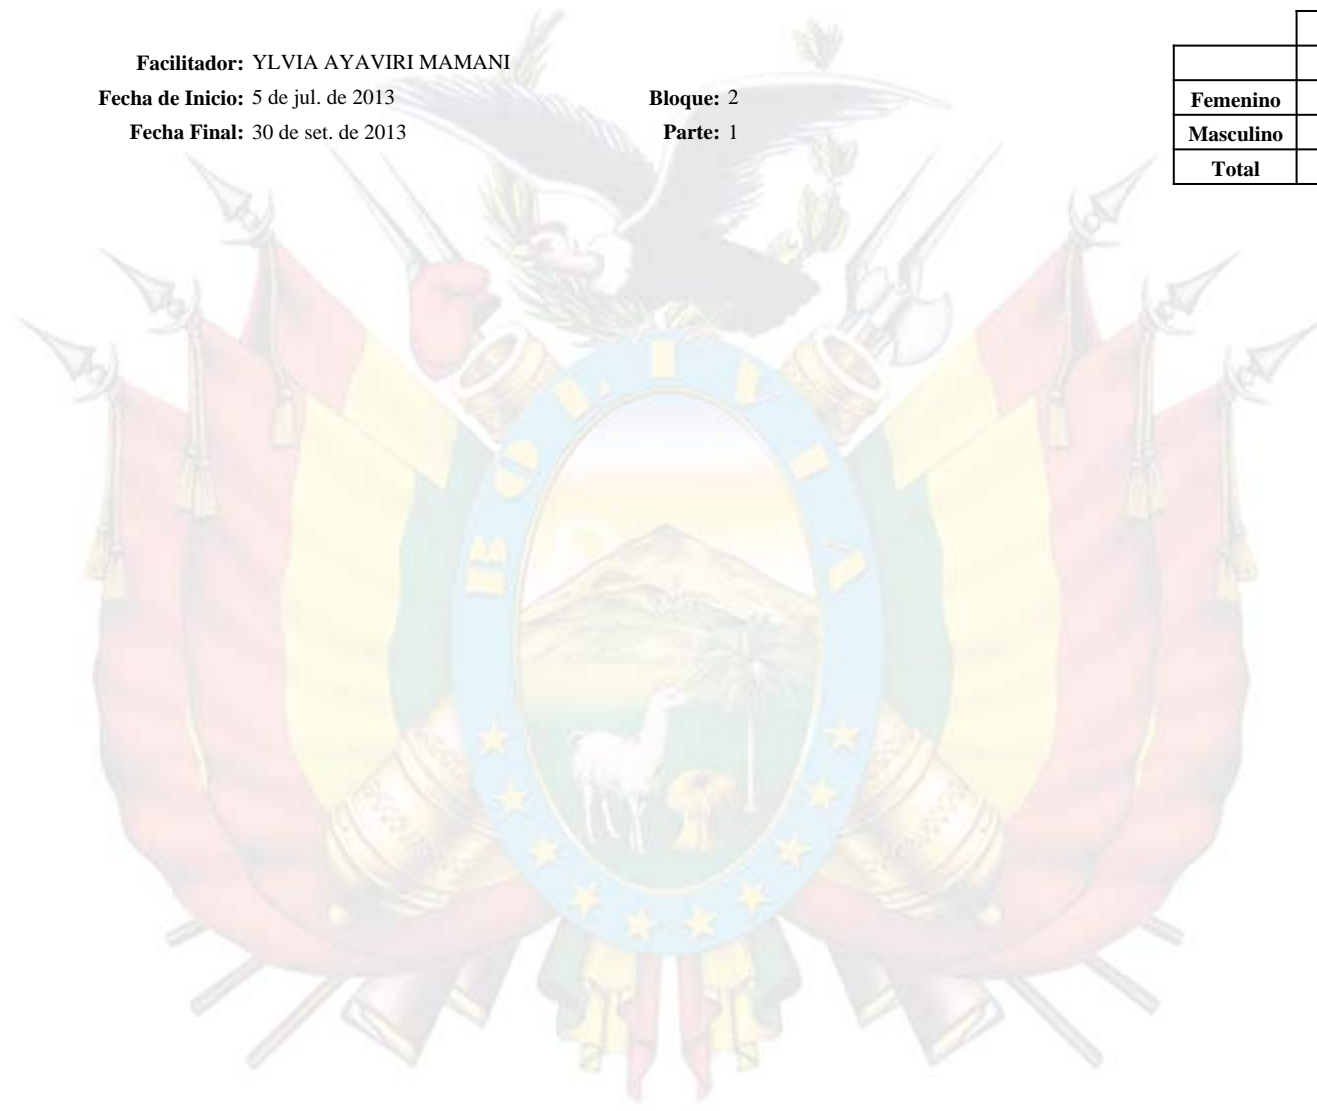 Facilitador: YLVIA AYAVIRI MAMANI
Fecha de Inicio: 5 de jul. de 2013 Bloque: 2
Fecha Final: 30 de set. de 2013 Parte: 1
Femenino
Masculino
Total
BOLIVIA